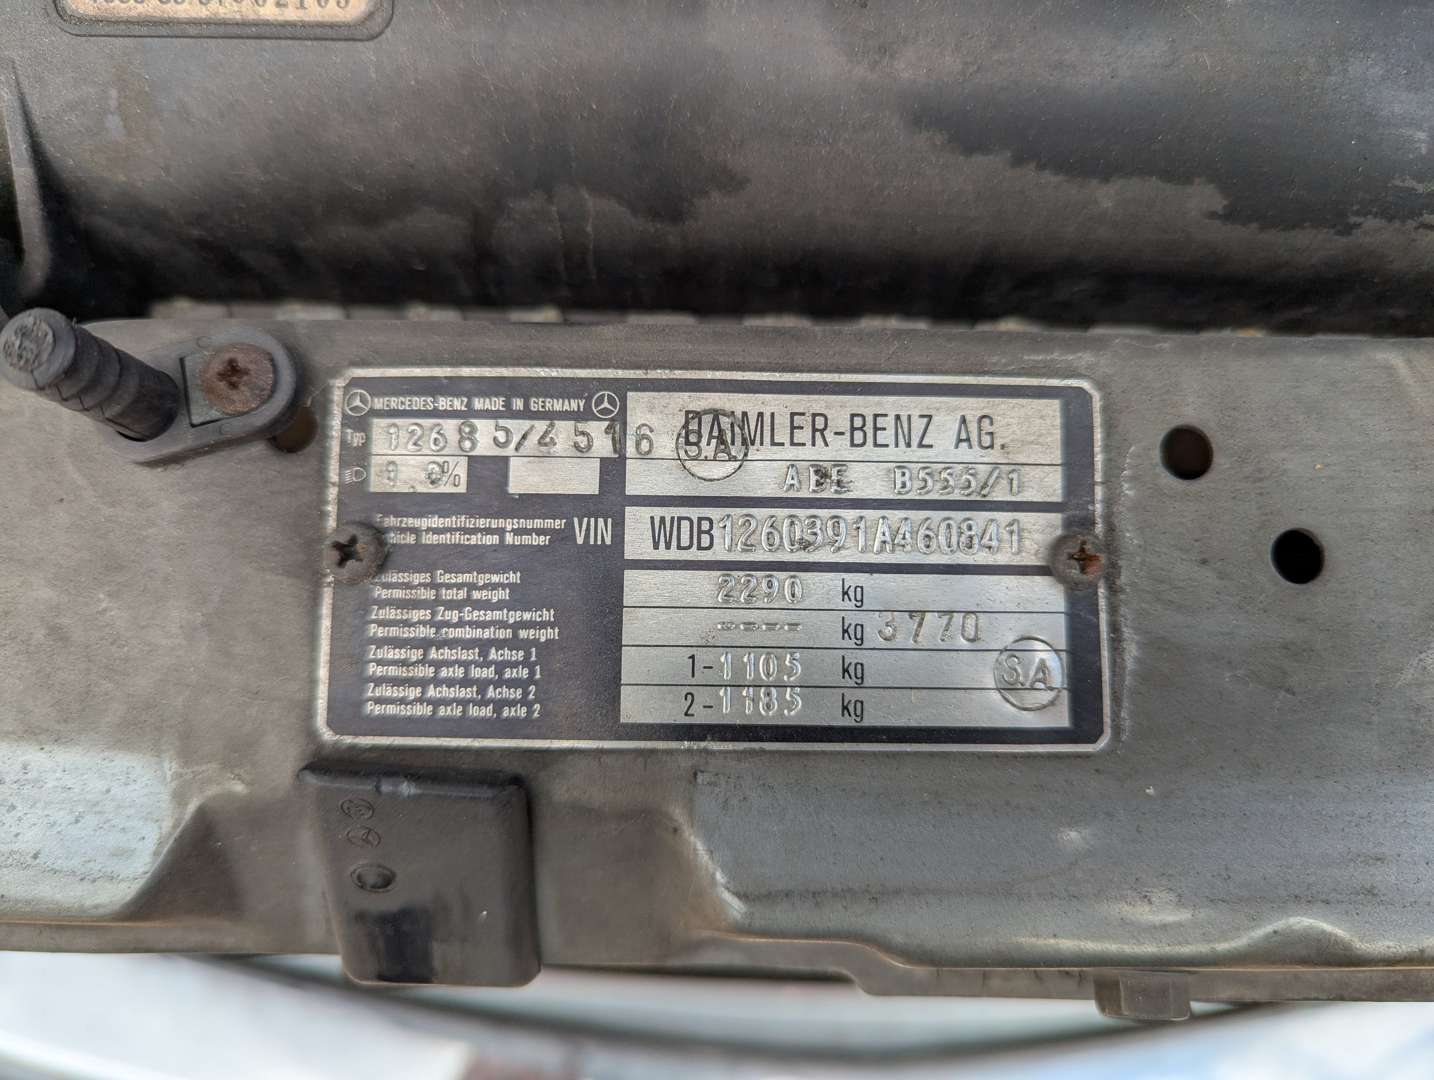 MERCEDES-BENZ MADE IN GERMANY
Typ 12685/4516 S.A.
DAIMLER-BENZ AG.
ABE B555/1
Fahrzeugidentifizierungsnummer
Vehicle Identification Number
VIN WDB1260391A460841
Zulässiges Gesamtgewicht
Permissible total weight
2290 kg
Zulässiges Zug-Gesamtgewicht
Permissible combination weight
---- kg 3770
Zulässige Achslast, Achse 1
Permissible axle load, axle 1
1-1105 kg
Zulässige Achslast, Achse 2
Permissible axle load, axle 2
2-1185 kg
S.A